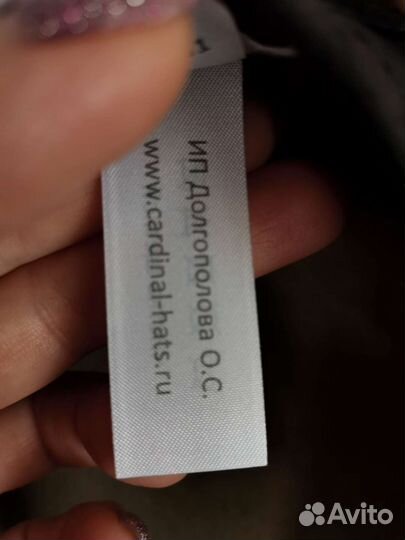 ИП Долгополова О.С.
www.cardinal-hats.ru
Avito